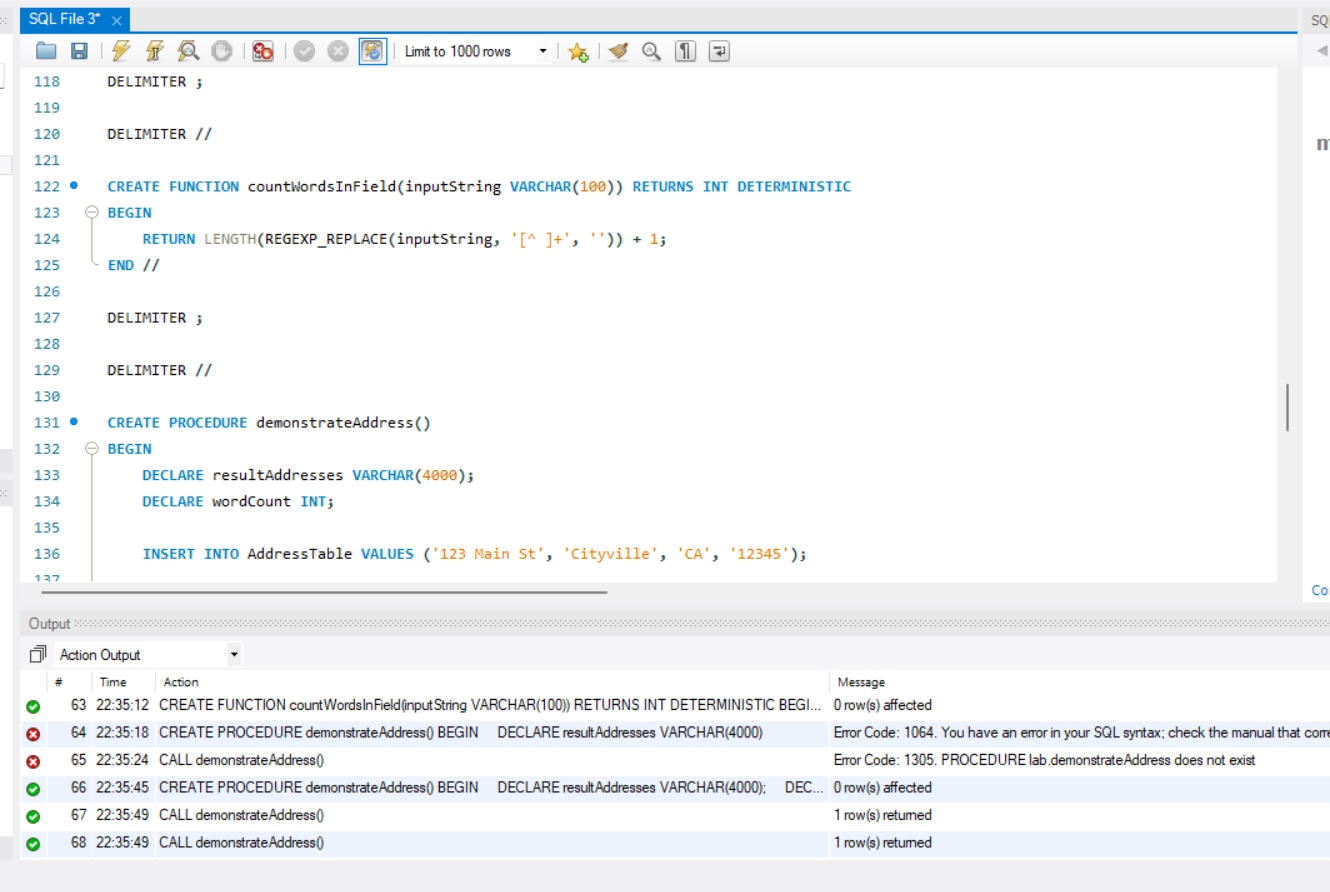 SQL File 3*
SQ
Limit to 1000 rows
118 DELIMITER ;
119
120 DELIMITER //
121
122 CREATE FUNCTION countWordsInField(inputString VARCHAR(100)) RETURNS INT DETERMINISTIC
123 BEGIN
124 RETURN LENGTH(REGEXP_REPLACE(inputString, '[^ ]+', '')) + 1;
125 END //
126
127 DELIMITER ;
128
129 DELIMITER //
130
131 CREATE PROCEDURE demonstrateAddress()
132 BEGIN
133 DECLARE resultAddresses VARCHAR(4000);
134 DECLARE wordCount INT;
135
136 INSERT INTO AddressTable VALUES ('123 Main St', 'Cityville', 'CA', '12345');
137
Output
Action Output
# Time Action Message
63 22:35:12 CREATE FUNCTION countWordsInField(inputString VARCHAR(100)) RETURNS INT DETERMINISTIC BEGI... 0 row(s) affected
64 22:35:18 CREATE PROCEDURE demonstrateAddress() BEGIN DECLARE resultAddresses VARCHAR(4000) Error Code: 1064. You have an error in your SQL syntax; check the manual that corre
65 22:35:24 CALL demonstrateAddress() Error Code: 1305. PROCEDURE lab.demonstrateAddress does not exist
66 22:35:45 CREATE PROCEDURE demonstrateAddress() BEGIN DECLARE resultAddresses VARCHAR(4000); DEC... 0 row(s) affected
67 22:35:49 CALL demonstrateAddress() 1 row(s) returned
68 22:35:49 CALL demonstrateAddress() 1 row(s) returned